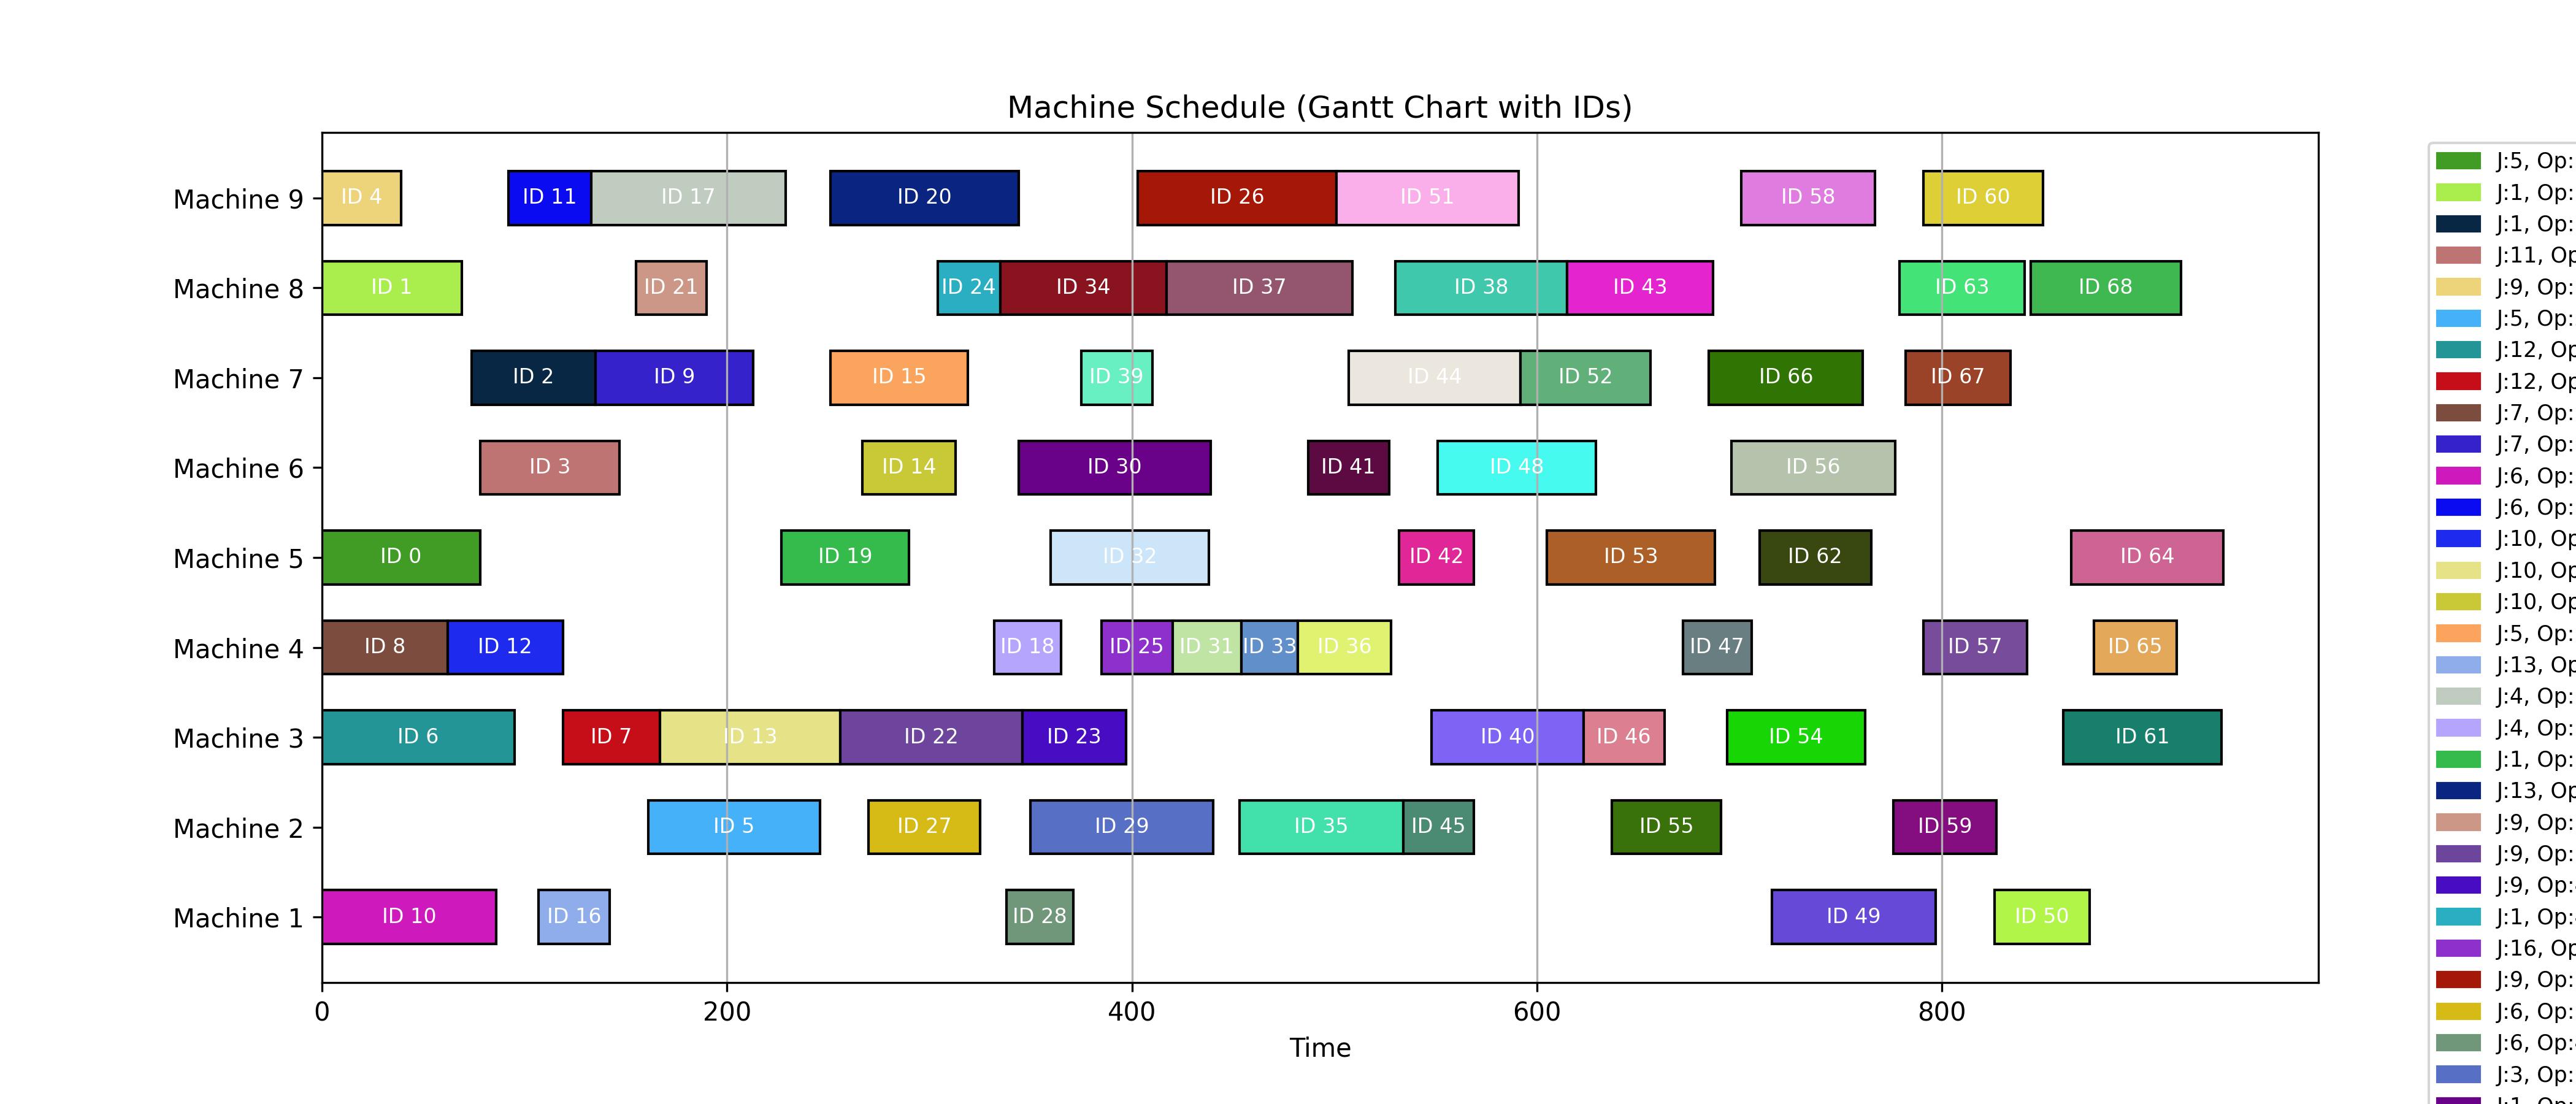 Machine Schedule (Gantt Chart with IDs)
Machine 9 ID 4 ID 11 ID 17 ID 20 ID 26 ID 51 ID 58 ID 60
Machine 8 ID 1 ID 21 ID 24 ID 34 ID 37 ID 38 ID 43 ID 63 ID 68
Machine 7 ID 2 ID 9 ID 15 ID 39 ID 44 ID 52 ID 66 ID 67
Machine 6 ID 3 ID 14 ID 30 ID 41 ID 48 ID 56
Machine 5 ID 0 ID 19 ID 32 ID 42 ID 53 ID 62 ID 64
Machine 4 ID 8 ID 12 ID 18 ID 25 ID 31 ID 33 ID 36 ID 47 ID 57 ID 65
Machine 3 ID 6 ID 7 ID 13 ID 22 ID 23 ID 40 ID 46 ID 54 ID 61
Machine 2 ID 5 ID 27 ID 29 ID 35 ID 45 ID 55 ID 59
Machine 1 ID 10 ID 16 ID 28 ID 49 ID 50
0 200 400 600 800
Time
J:5, Op:
J:1, Op:
J:1, Op:
J:11, Op
J:9, Op:
J:5, Op:
J:12, Op
J:12, Op
J:7, Op:
J:7, Op:
J:6, Op:
J:6, Op:
J:10, Op
J:10, Op
J:10, Op
J:5, Op:
J:13, Op
J:4, Op:
J:4, Op:
J:1, Op:
J:13, Op
J:9, Op:
J:9, Op:
J:9, Op:
J:1, Op:
J:16, Op
J:9, Op:
J:6, Op:
J:6, Op:
J:3, Op: